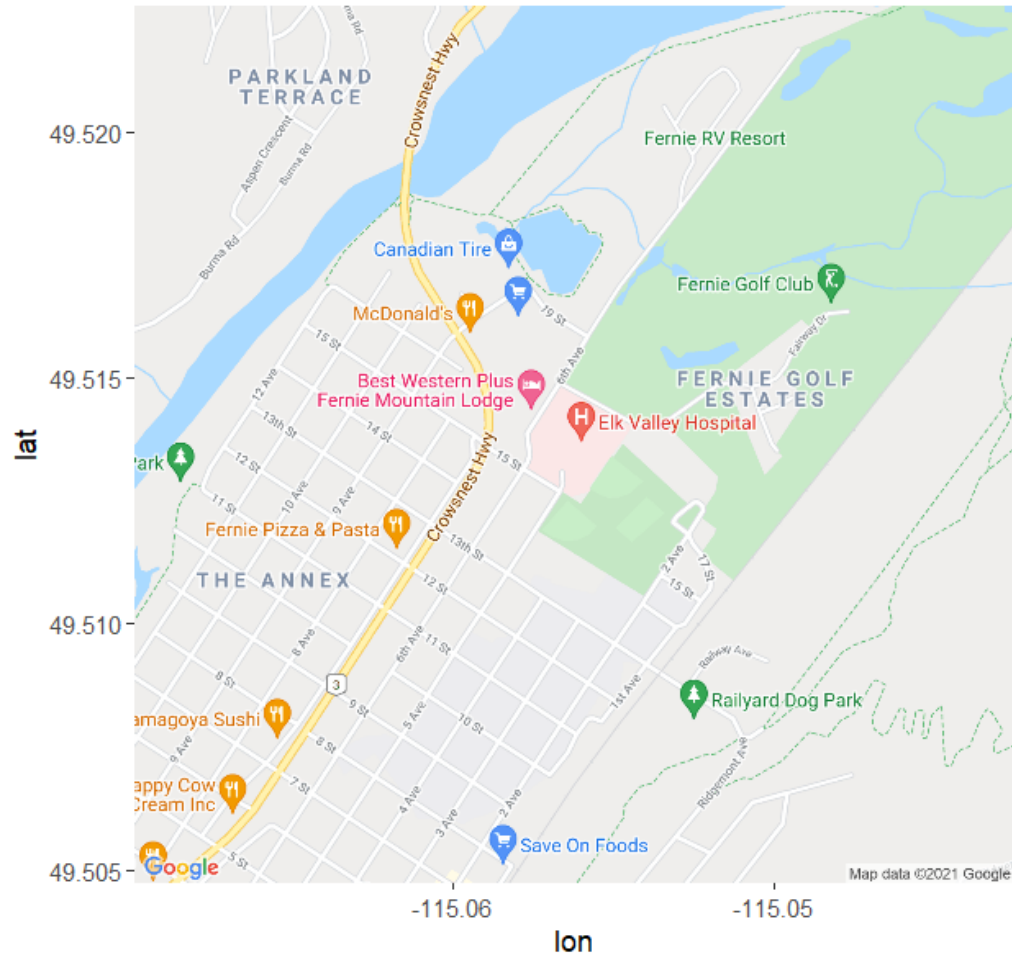 PARKLAND
TERRACE
Crowsnest Hwy
Burma Rd
49.520
Aspen Crescent
Burma Rd
Fernie RV Resort
Burma Rd
Canadian Tire
Fernie Golf Club
McDonald's
19 St
Fairway Dr
15 St
6th Ave
49.515
12 Ave
Best Western Plus
Fernie Mountain Lodge
FERNIE GOLF
ESTATES
13th St
14 St
H
Elk Valley Hospital
lat
Park
12 St
15 St
Crowsnest Hwy
11 St
10 Ave
9 Ave
Fernie Pizza & Pasta
13th St
2 Ave
17 St
THE ANNEX
12 St
15 St
49.510
8 Ave
6th Ave
11 St
Railway Ave
8 St
3
1st Ave
9 St
Railyard Dog Park
amagoya Sushi
5 Ave
10 St
9 Ave
8 St
Ridgemont Ave
appy Cow
Cream Inc
7 St
4 Ave
2 Ave
3 Ave
Save On Foods
5 St
Google
49.505
Map data ©2021 Google
-115.06
-115.05
lon